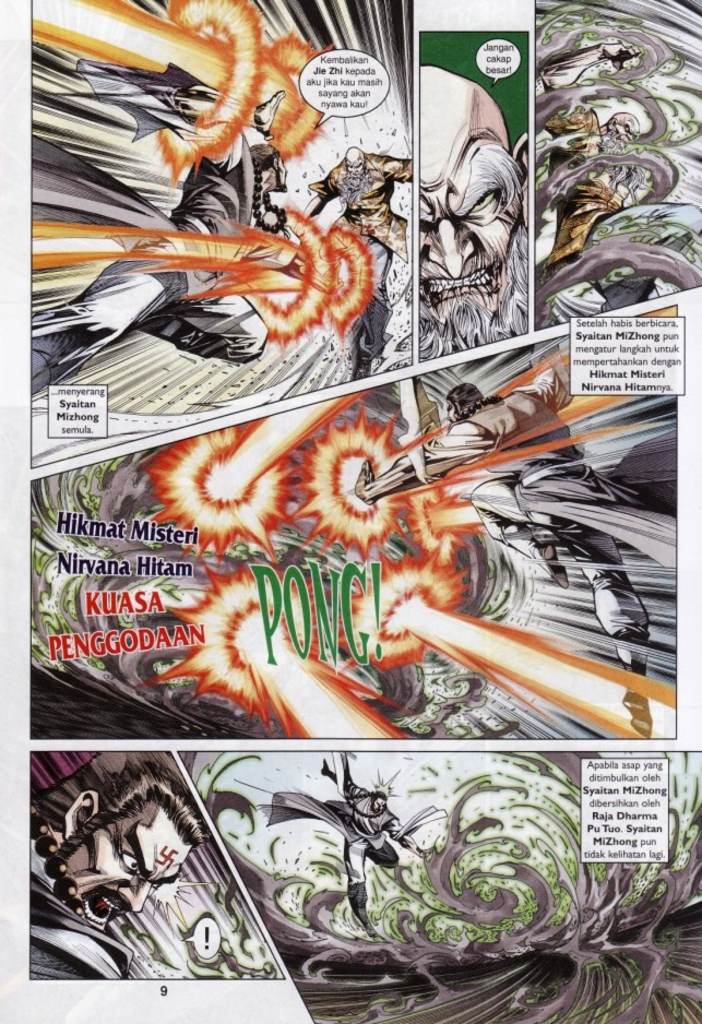 Kembalikan
Jie Zhi kepada
aku jika kau masih
sayang akan
nyawa kau!
Jangan
cakap
besar!
...menyerang
Syaitan
Mizhong
semula.
Setelah habis berbicara,
Syaitan MiZhong pun
mengatur langkah untuk
mempertahankan dengan
Hikmat Misteri
Nirvana Hitamnya.
Hikmat Misteri
Nirvana Hitam
KUASA
PENGGODAAN
PONG!
!
Apabila asap yang
ditimbulkan oleh
Syaitan MiZhong
dibersihkan oleh
Raja Dharma
Pu Tuo. Syaitan
MiZhong pun
tidak kelihatan lagi.
9